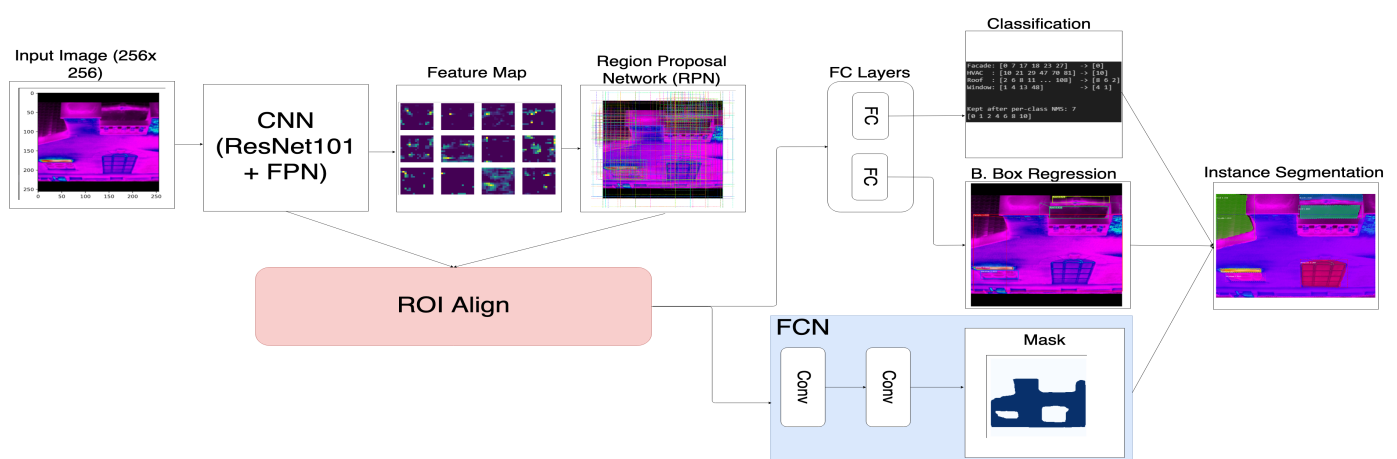 Input Image (256x
256)
0
50
100
150
200
250
0 50 100 150 200 250
CNN
(ResNet101
+ FPN)
Feature Map
Region Proposal
Network (RPN)
ROI Align
FC Layers
FC
FC
Classification
Facade: [0 7 17 18 23 27] -> [0]
HVAC : [10 21 29 47 70 81] -> [10]
Roof : [2 6 8 11 ... 108] -> [8 6 2]
Window: [1 4 13 48] -> [4 1]
Kept after per-class NMS: 7
[0 1 2 4 6 8 10]
B. Box Regression
FCN
Conv
Conv
Mask
Instance Segmentation